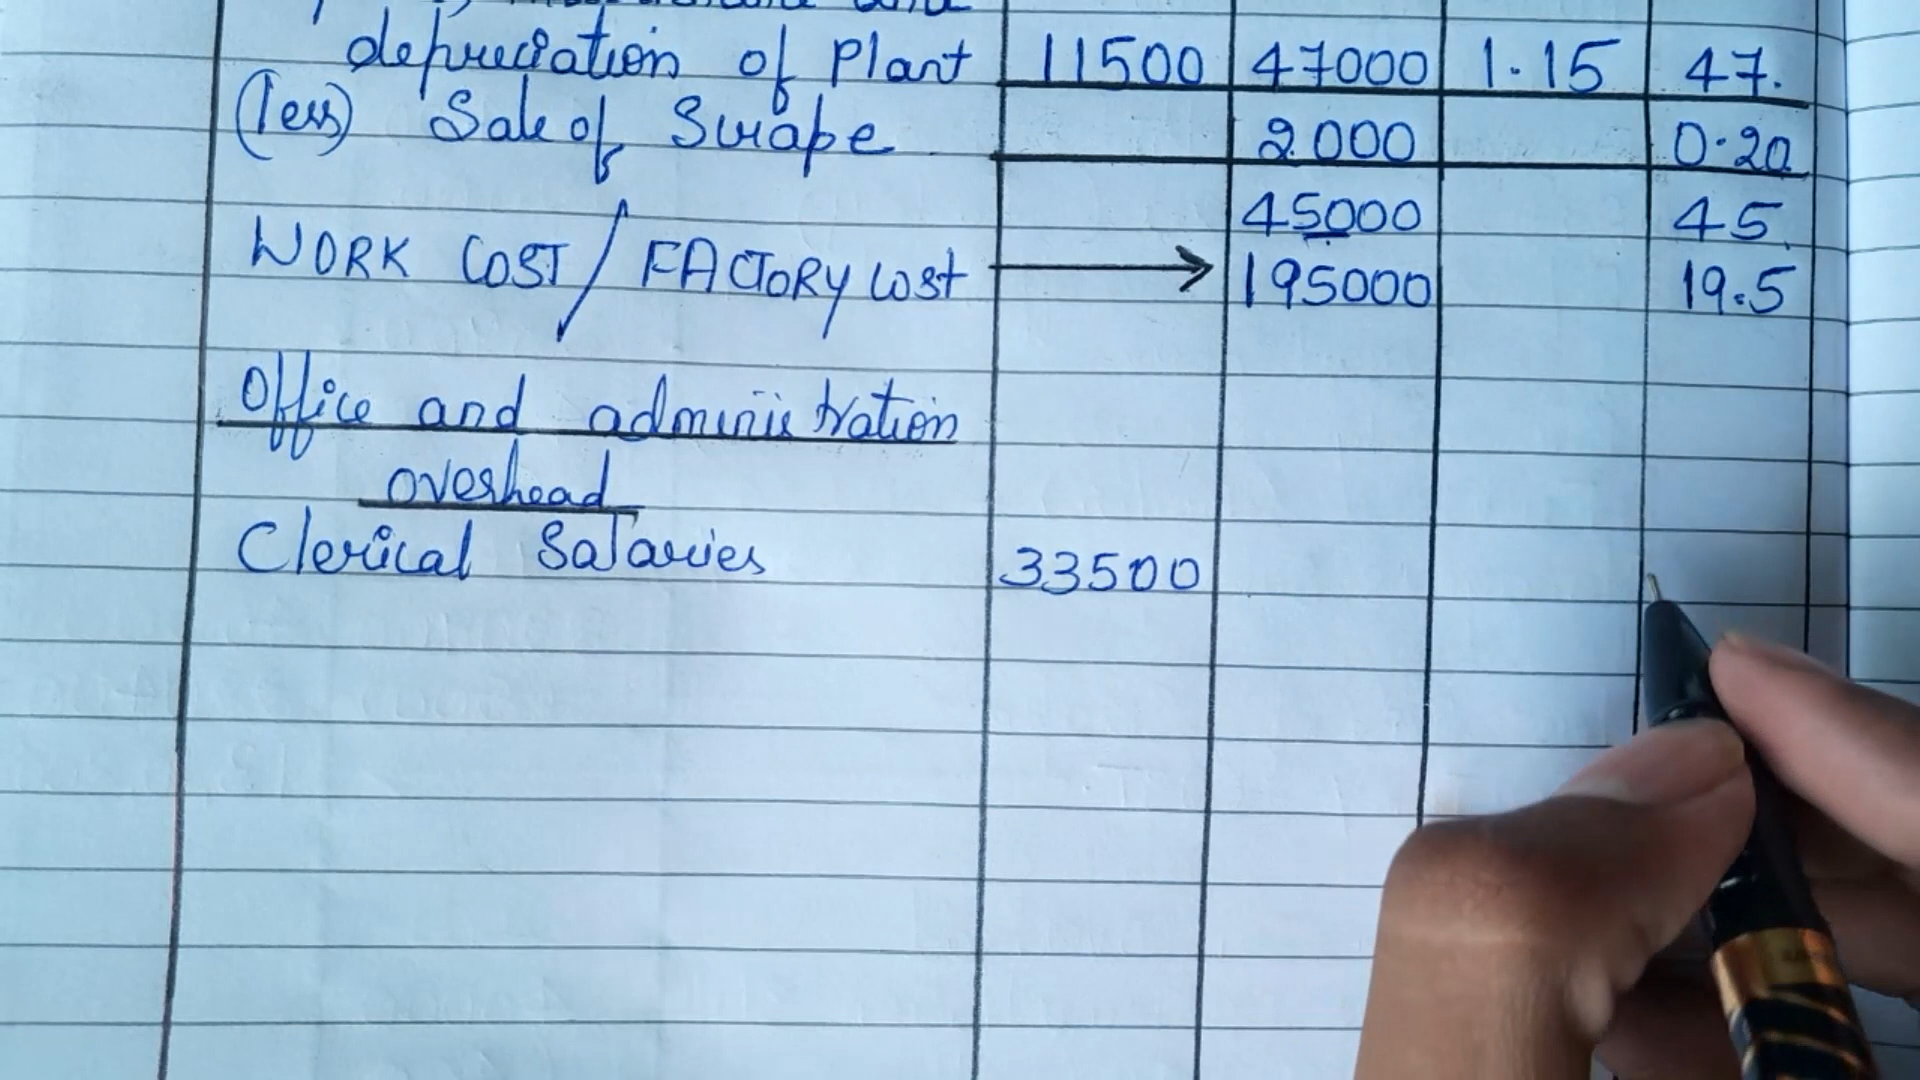 depreciation of Plant 11500 47000 1.15 47.
(less) Sale of Scrape 2000 0.20
45000 45.
WORK COST / FACTORY Cost 195000 19.5
Office and administration
overhead
Clerical Salaries 33500